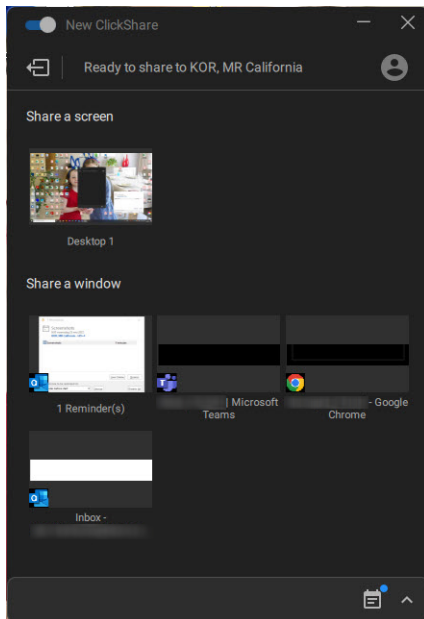 New ClickShare
Ready to share to KOR, MR California
Share a screen
Desktop 1
Share a window
1 Reminder(s)
| Microsoft
Teams
- Google
Chrome
Inbox -